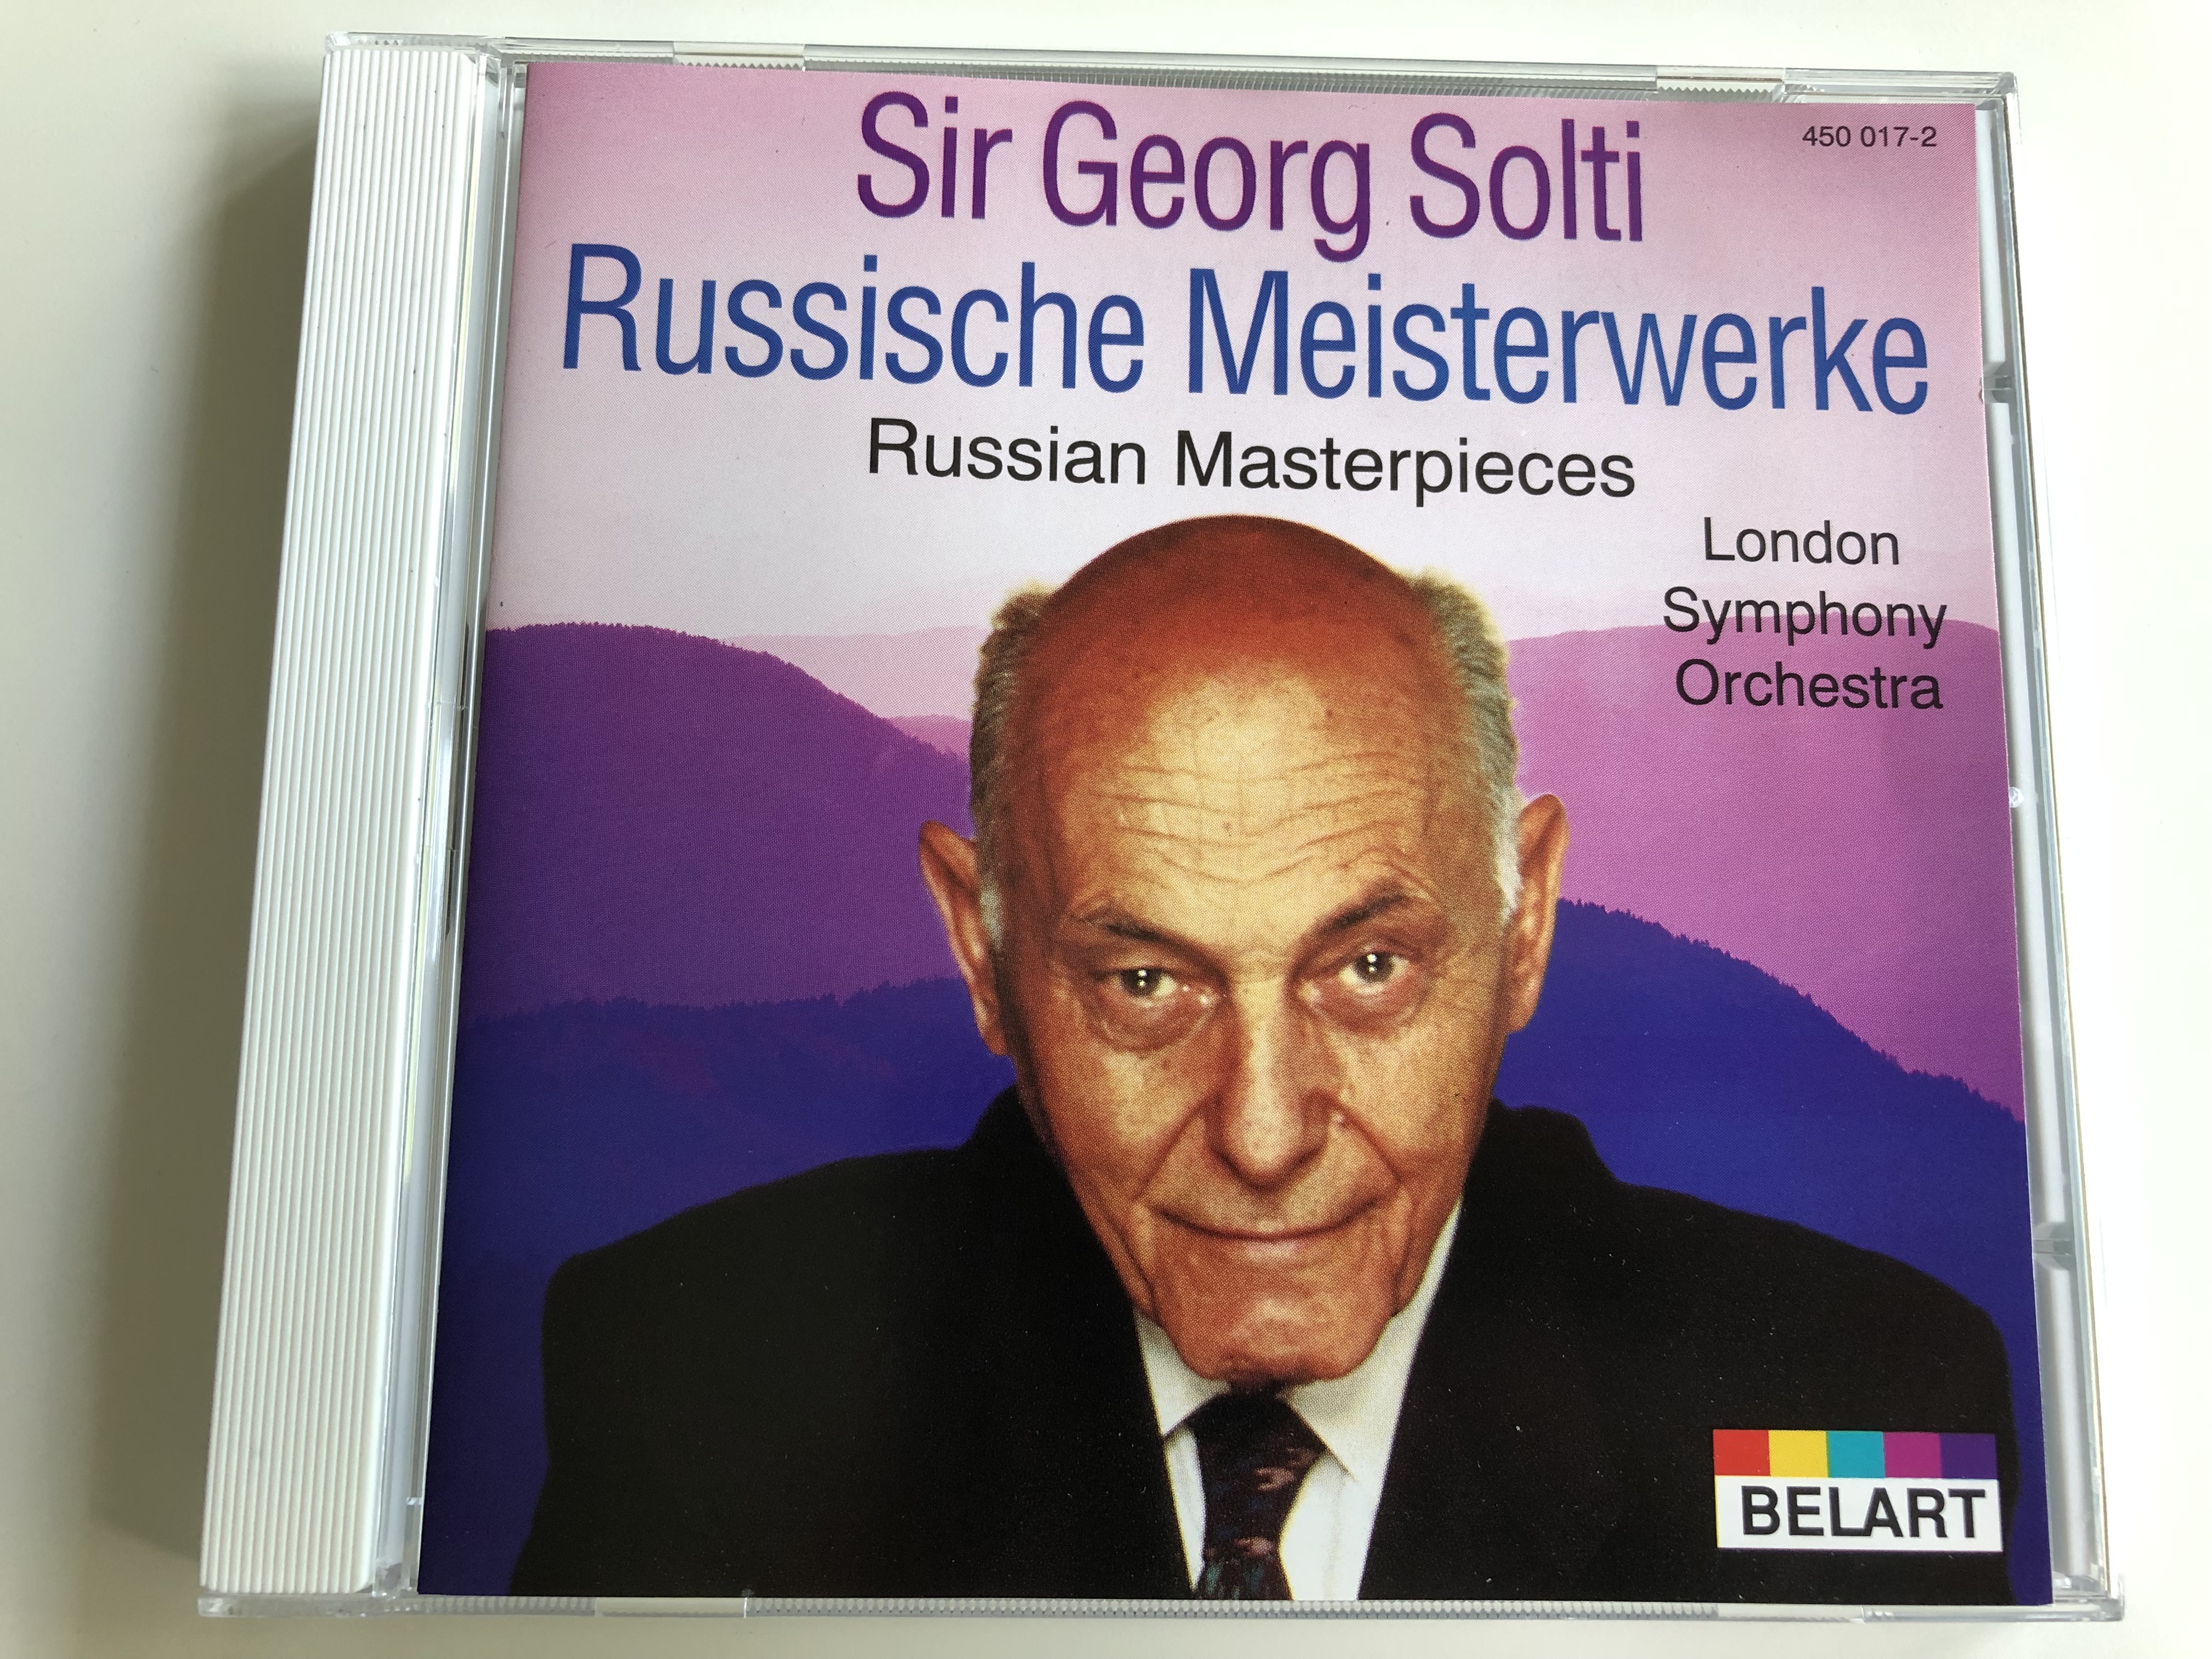 Sir Georg Solti
450 017-2
Russische Meisterwerke
Russian Masterpieces
London
Symphony
Orchestra
BELART